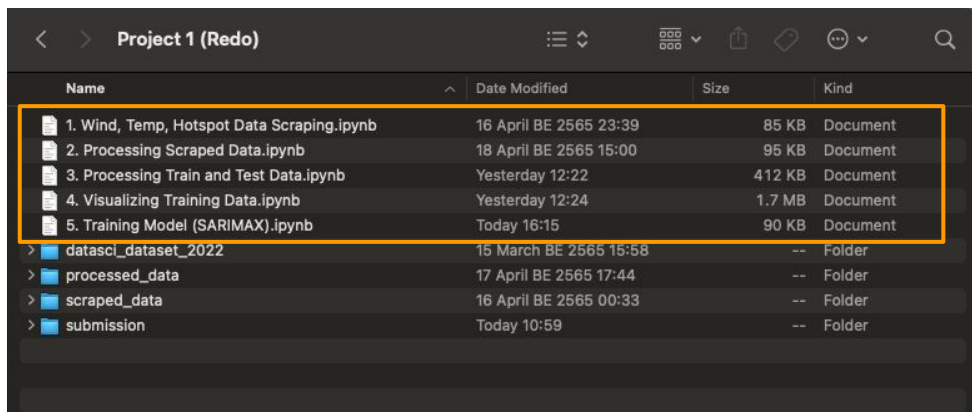 Project 1 (Redo)
Name Date Modified Size Kind
1. Wind, Temp, Hotspot Data Scraping.ipynb 16 April BE 2565 23:39 85 KB Document
2. Processing Scraped Data.ipynb 18 April BE 2565 15:00 95 KB Document
3. Processing Train and Test Data.ipynb Yesterday 12:22 412 KB Document
4. Visualizing Training Data.ipynb Yesterday 12:24 1.7 MB Document
5. Training Model (SARIMAX).ipynb Today 16:15 90 KB Document
datasci_dataset_2022 15 March BE 2565 15:58 -- Folder
processed_data 17 April BE 2565 17:44 -- Folder
scraped_data 16 April BE 2565 00:33 -- Folder
submission Today 10:59 -- Folder